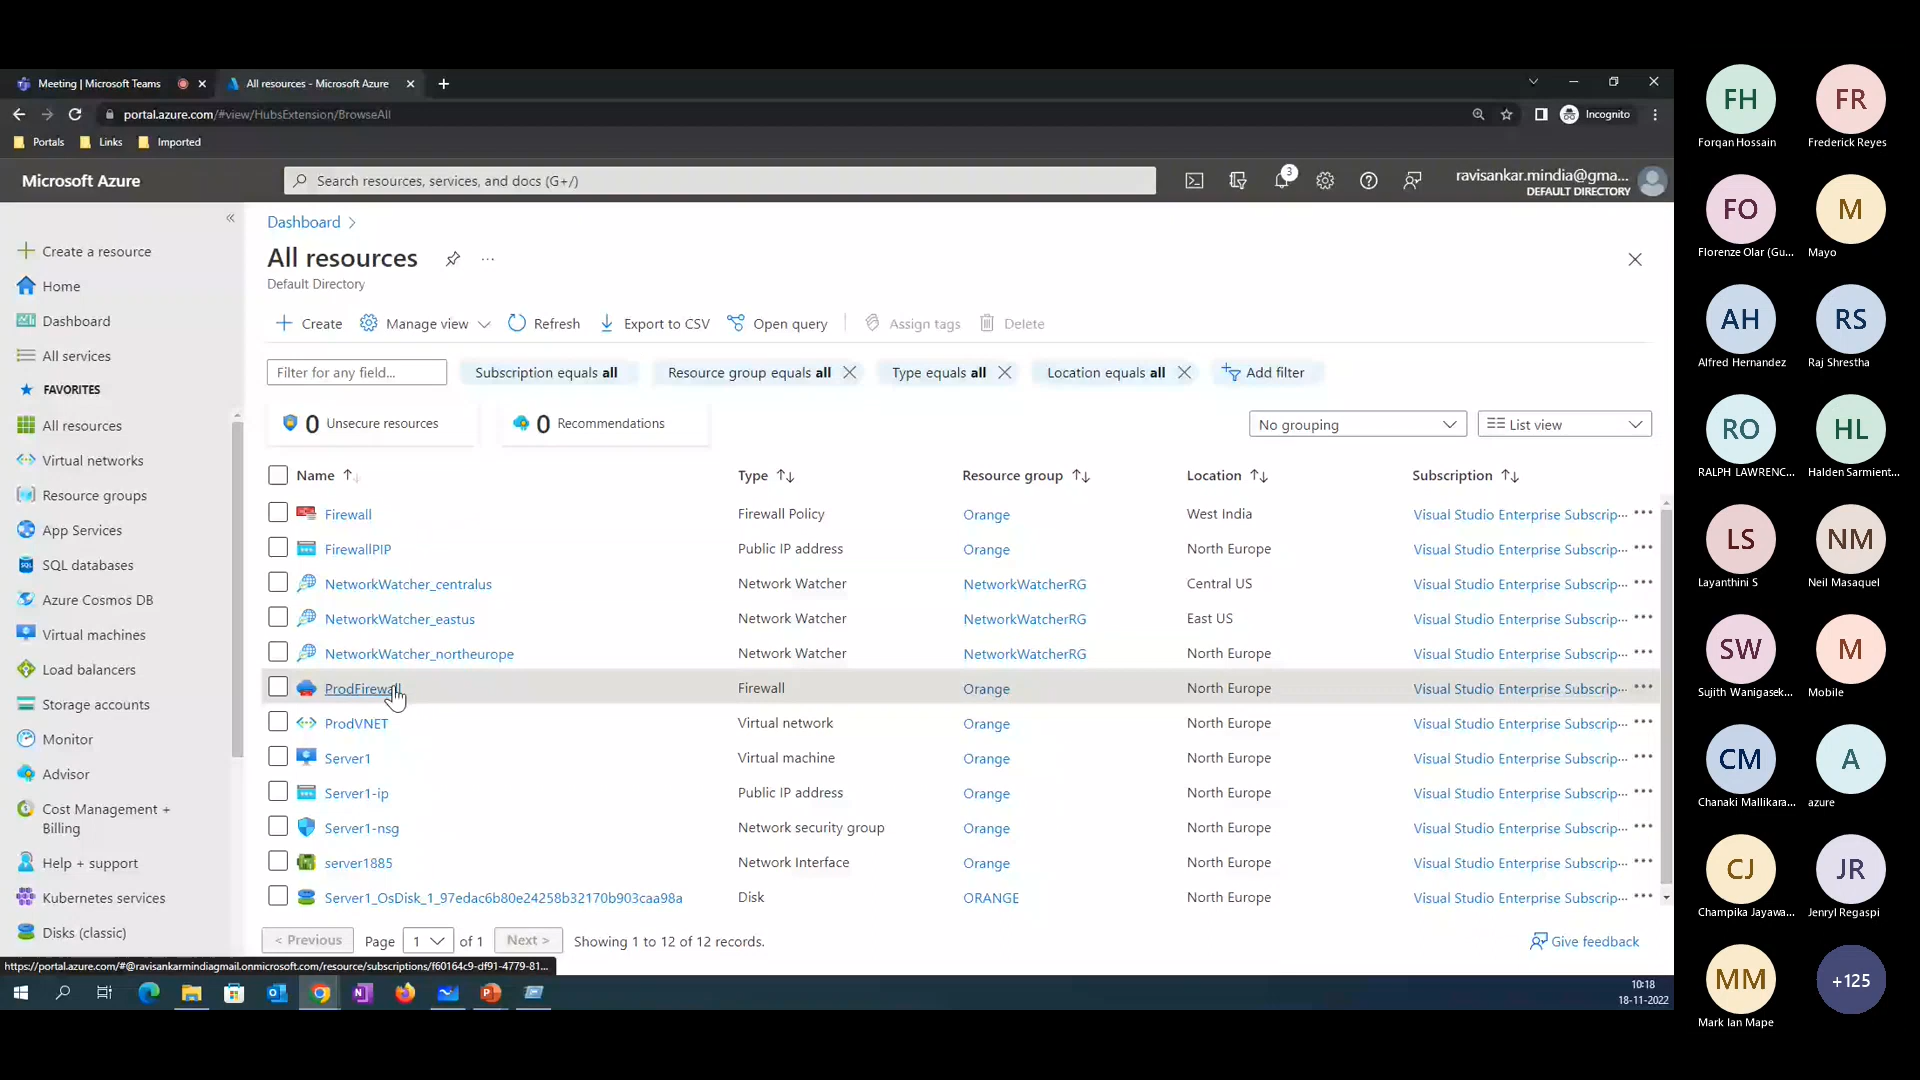 Meeting | Microsoft Teams
All resources - Microsoft Azure
portal.azure.com/#view/HubsExtension/BrowseAll
Incognito
Portals
Links
Imported
Microsoft Azure
Search resources, services, and docs (G+/)
3
ravisankar.mindia@gma...
DEFAULT DIRECTORY
Create a resource
Home
Dashboard
All services
FAVORITES
All resources
Virtual networks
Resource groups
App Services
SQL databases
Azure Cosmos DB
Virtual machines
Load balancers
Storage accounts
Monitor
Advisor
Cost Management +
Billing
Help + support
Kubernetes services
Disks (classic)
Dashboard >
All resources
...
Default Directory
Create
Manage view
Refresh
Export to CSV
Open query
Assign tags
Delete
Filter for any field...
Subscription equals all
Resource group equals all
Type equals all
Location equals all
Add filter
0 Unsecure resources
0 Recommendations
No grouping
List view
Name Type Resource group Location Subscription
Firewall Firewall Policy Orange West India Visual Studio Enterprise Subscrip...
FirewallPIP Public IP address Orange North Europe Visual Studio Enterprise Subscrip...
NetworkWatcher_centralus Network Watcher NetworkWatcherRG Central US Visual Studio Enterprise Subscrip...
NetworkWatcher_eastus Network Watcher NetworkWatcherRG East US Visual Studio Enterprise Subscrip...
NetworkWatcher_northeurope Network Watcher NetworkWatcherRG North Europe Visual Studio Enterprise Subscrip...
ProdFirewall Firewall Orange North Europe Visual Studio Enterprise Subscrip...
ProdVNET Virtual network Orange North Europe Visual Studio Enterprise Subscrip...
Server1 Virtual machine Orange North Europe Visual Studio Enterprise Subscrip...
Server1-ip Public IP address Orange North Europe Visual Studio Enterprise Subscrip...
Server1-nsg Network security group Orange North Europe Visual Studio Enterprise Subscrip...
server1885 Network Interface Orange North Europe Visual Studio Enterprise Subscrip...
Server1_OsDisk_1_97edac6b80e24258b32170b903caa98a Disk ORANGE North Europe Visual Studio Enterprise Subscrip...
< Previous
Page 1 of 1
Next >
Showing 1 to 12 of 12 records.
Give feedback
https://portal.azure.com/#@ravisankarmindiagmail.onmicrosoft.com/resource/subscriptions/f60164c9-df91-4779-81...
10:18
18-11-2022
FH
Forqan Hossain
FR
Frederick Reyes
FO
Florenze Olar (Gu...
M
Mayo
AH
Alfred Hernandez
RS
Raj Shrestha
RO
RALPH LAWRENC...
HL
Halden Sarmient...
LS
Layanthini S
NM
Neil Masaquel
SW
Sujith Wanigasek...
M
Mobile
CM
Chanaki Mallikara...
A
azure
CJ
Champika Jayawa...
JR
Jenryl Regaspi
MM
Mark Ian Mape
+125